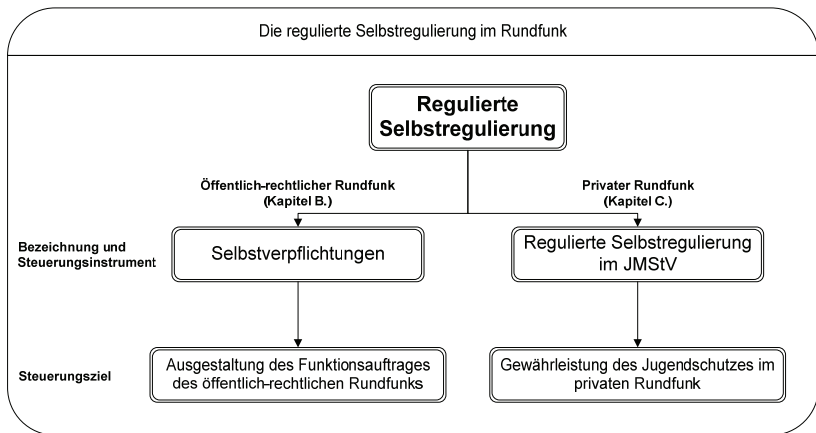 Die regulierte Selbstregulierung im Rundfunk
Regulierte
Selbstregulierung
Öffentlich-rechtlicher Rundfunk
(Kapitel B.)
Privater Rundfunk
(Kapitel C.)
Bezeichnung und
Steuerungsinstrument
Selbstverpflichtungen
Regulierte Selbstregulierung
im JMStV
Steuerungsziel
Ausgestaltung des Funktionsauftrages
des öffentlich-rechtlichen Rundfunks
Gewährleistung des Jugendschutzes im
privaten Rundfunk